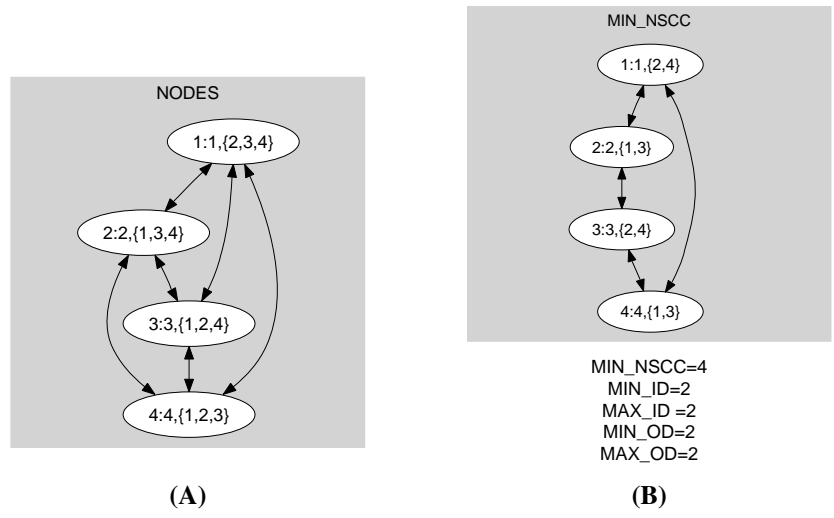 NODES
1:1,{2,3,4}
2:2,{1,3,4}
3:3,{1,2,4}
4:4,{1,2,3}
(A)
MIN_NSCC
1:1,{2,4}
2:2,{1,3}
3:3,{2,4}
4:4,{1,3}
MIN_NSCC=4
MIN_ID=2
MAX_ID =2
MIN_OD=2
MAX_OD=2
(B)